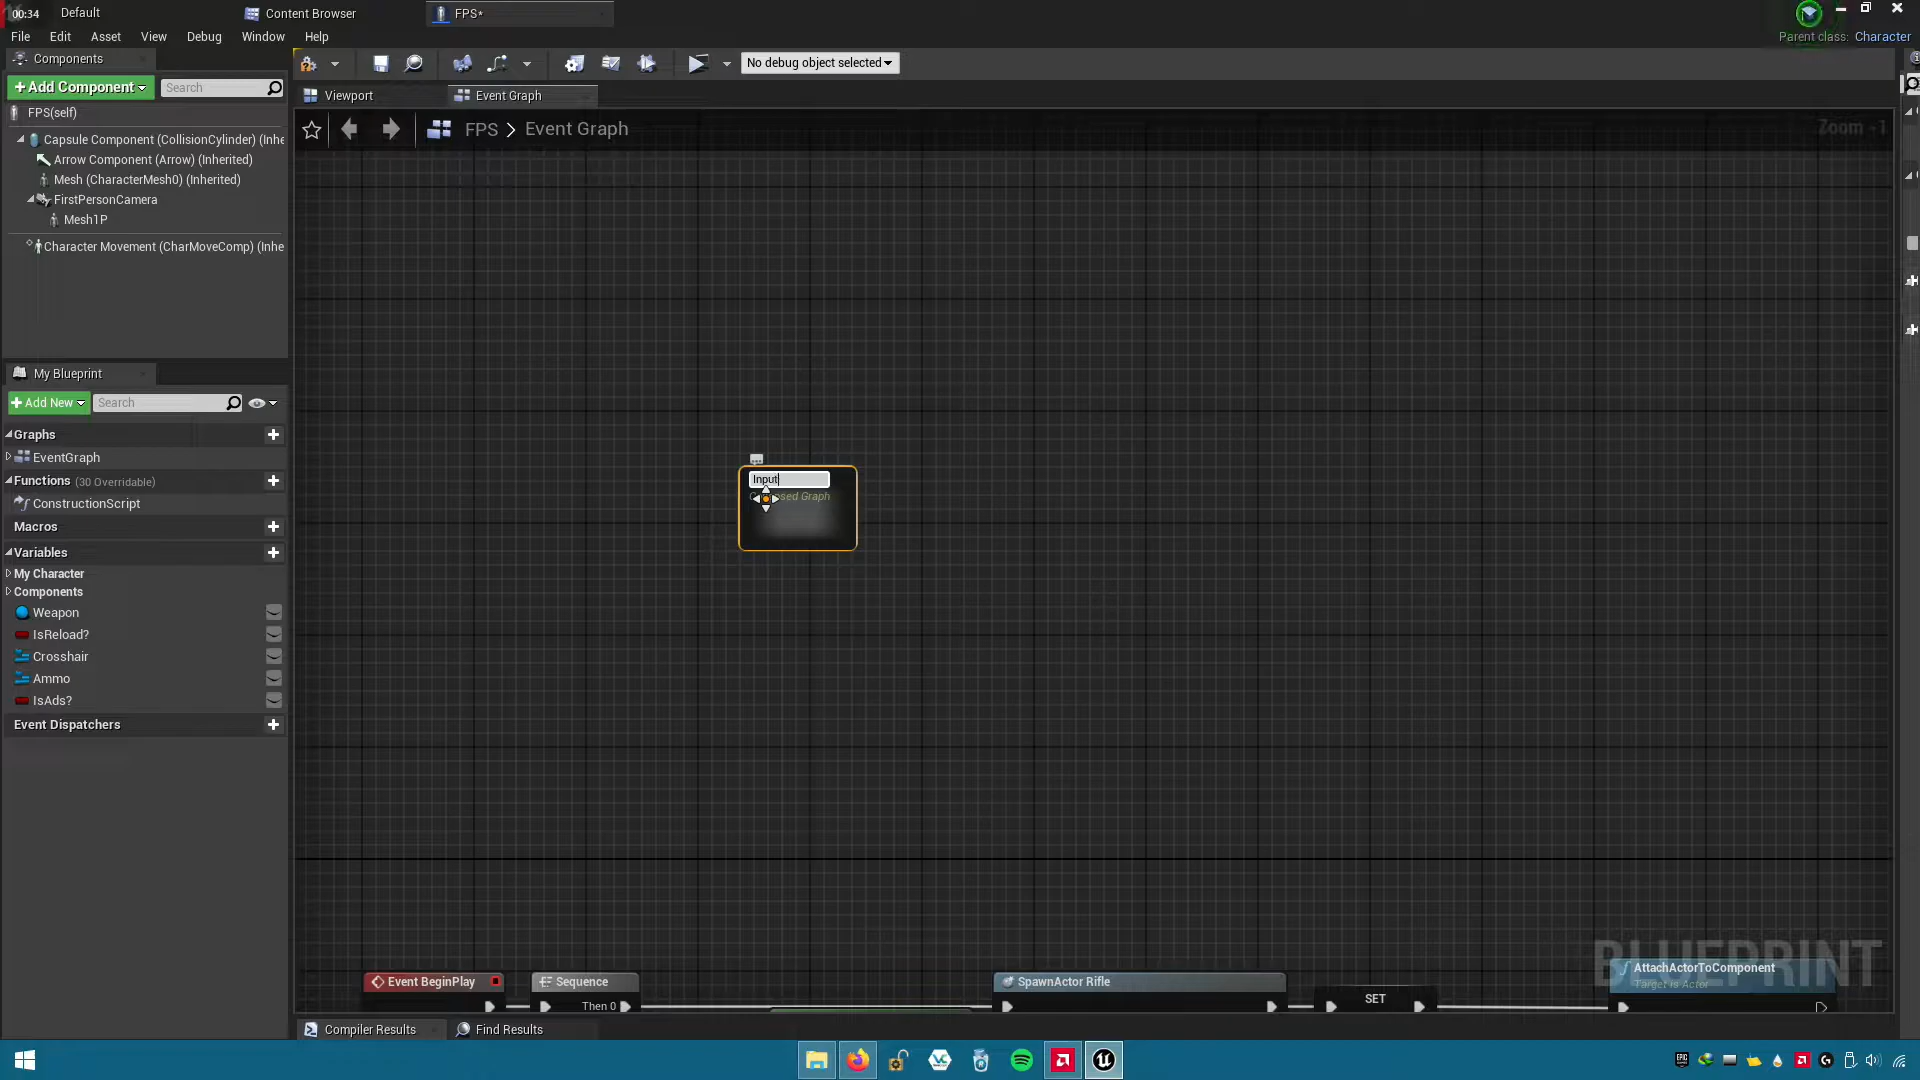 00:34
Default
Content Browser
FPS*
File Edit Asset View Debug Window Help
Parent class: Character
Components
Add Component
Search
No debug object selected
FPS(self)
Viewport
Event Graph
FPS > Event Graph
Zoom -1
Capsule Component (CollisionCylinder) (Inhe
Arrow Component (Arrow) (Inherited)
Mesh (CharacterMesh0) (Inherited)
FirstPersonCamera
Mesh1P
Character Movement (CharMoveComp) (Inhe
My Blueprint
+ Add New
Search
Graphs
EventGraph
Functions (30 Overridable)
ConstructionScript
Macros
Variables
My Character
Components
Weapon
IsReload?
Crosshair
Ammo
IsAds?
Event Dispatchers
Input
Graph
BLUEPRINT
Event BeginPlay
Sequence
Then 0
SpawnActor Rifle
SET
AttachActorToComponent
Target is Actor
Compiler Results
Find Results